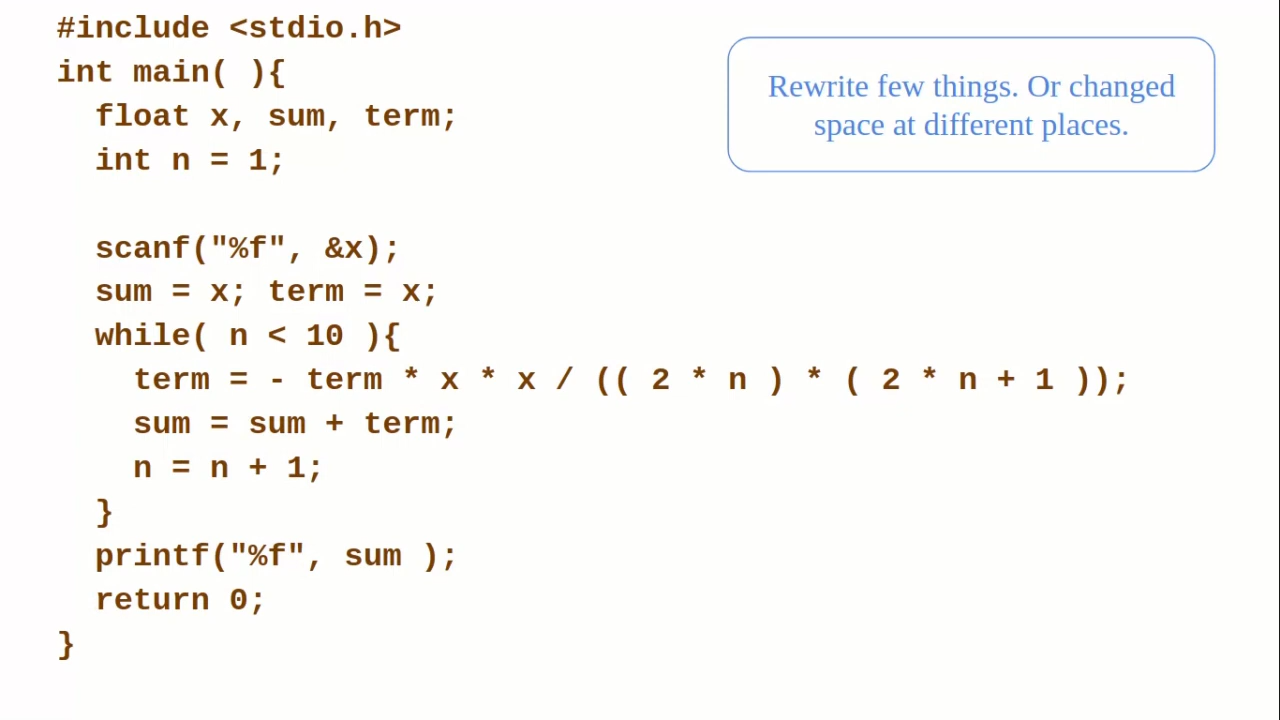 #include <stdio.h>
int main( ){
  float x, sum, term;
  int n = 1;
  scanf("%f", &x);
  sum = x; term = x;
  while( n < 10 ){
    term = - term * x * x / (( 2 * n ) * ( 2 * n + 1 ));
    sum = sum + term;
    n = n + 1;
  }
  printf("%f", sum );
  return 0;
}
Rewrite few things. Or changed
space at different places.